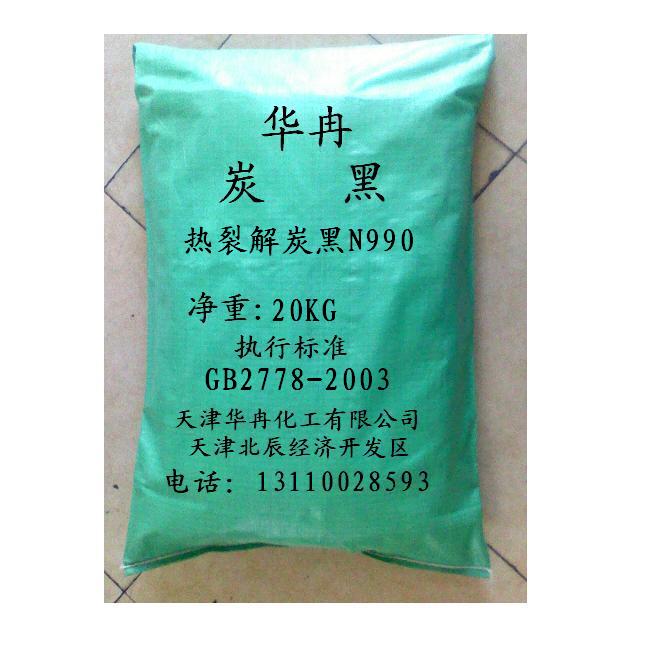 华冉
炭 黑
热裂解炭黑N990
净重: 20KG
执行标准
GB2778-2003
天津华冉化工有限公司
天津北辰经济开发区
电话: 13110028593